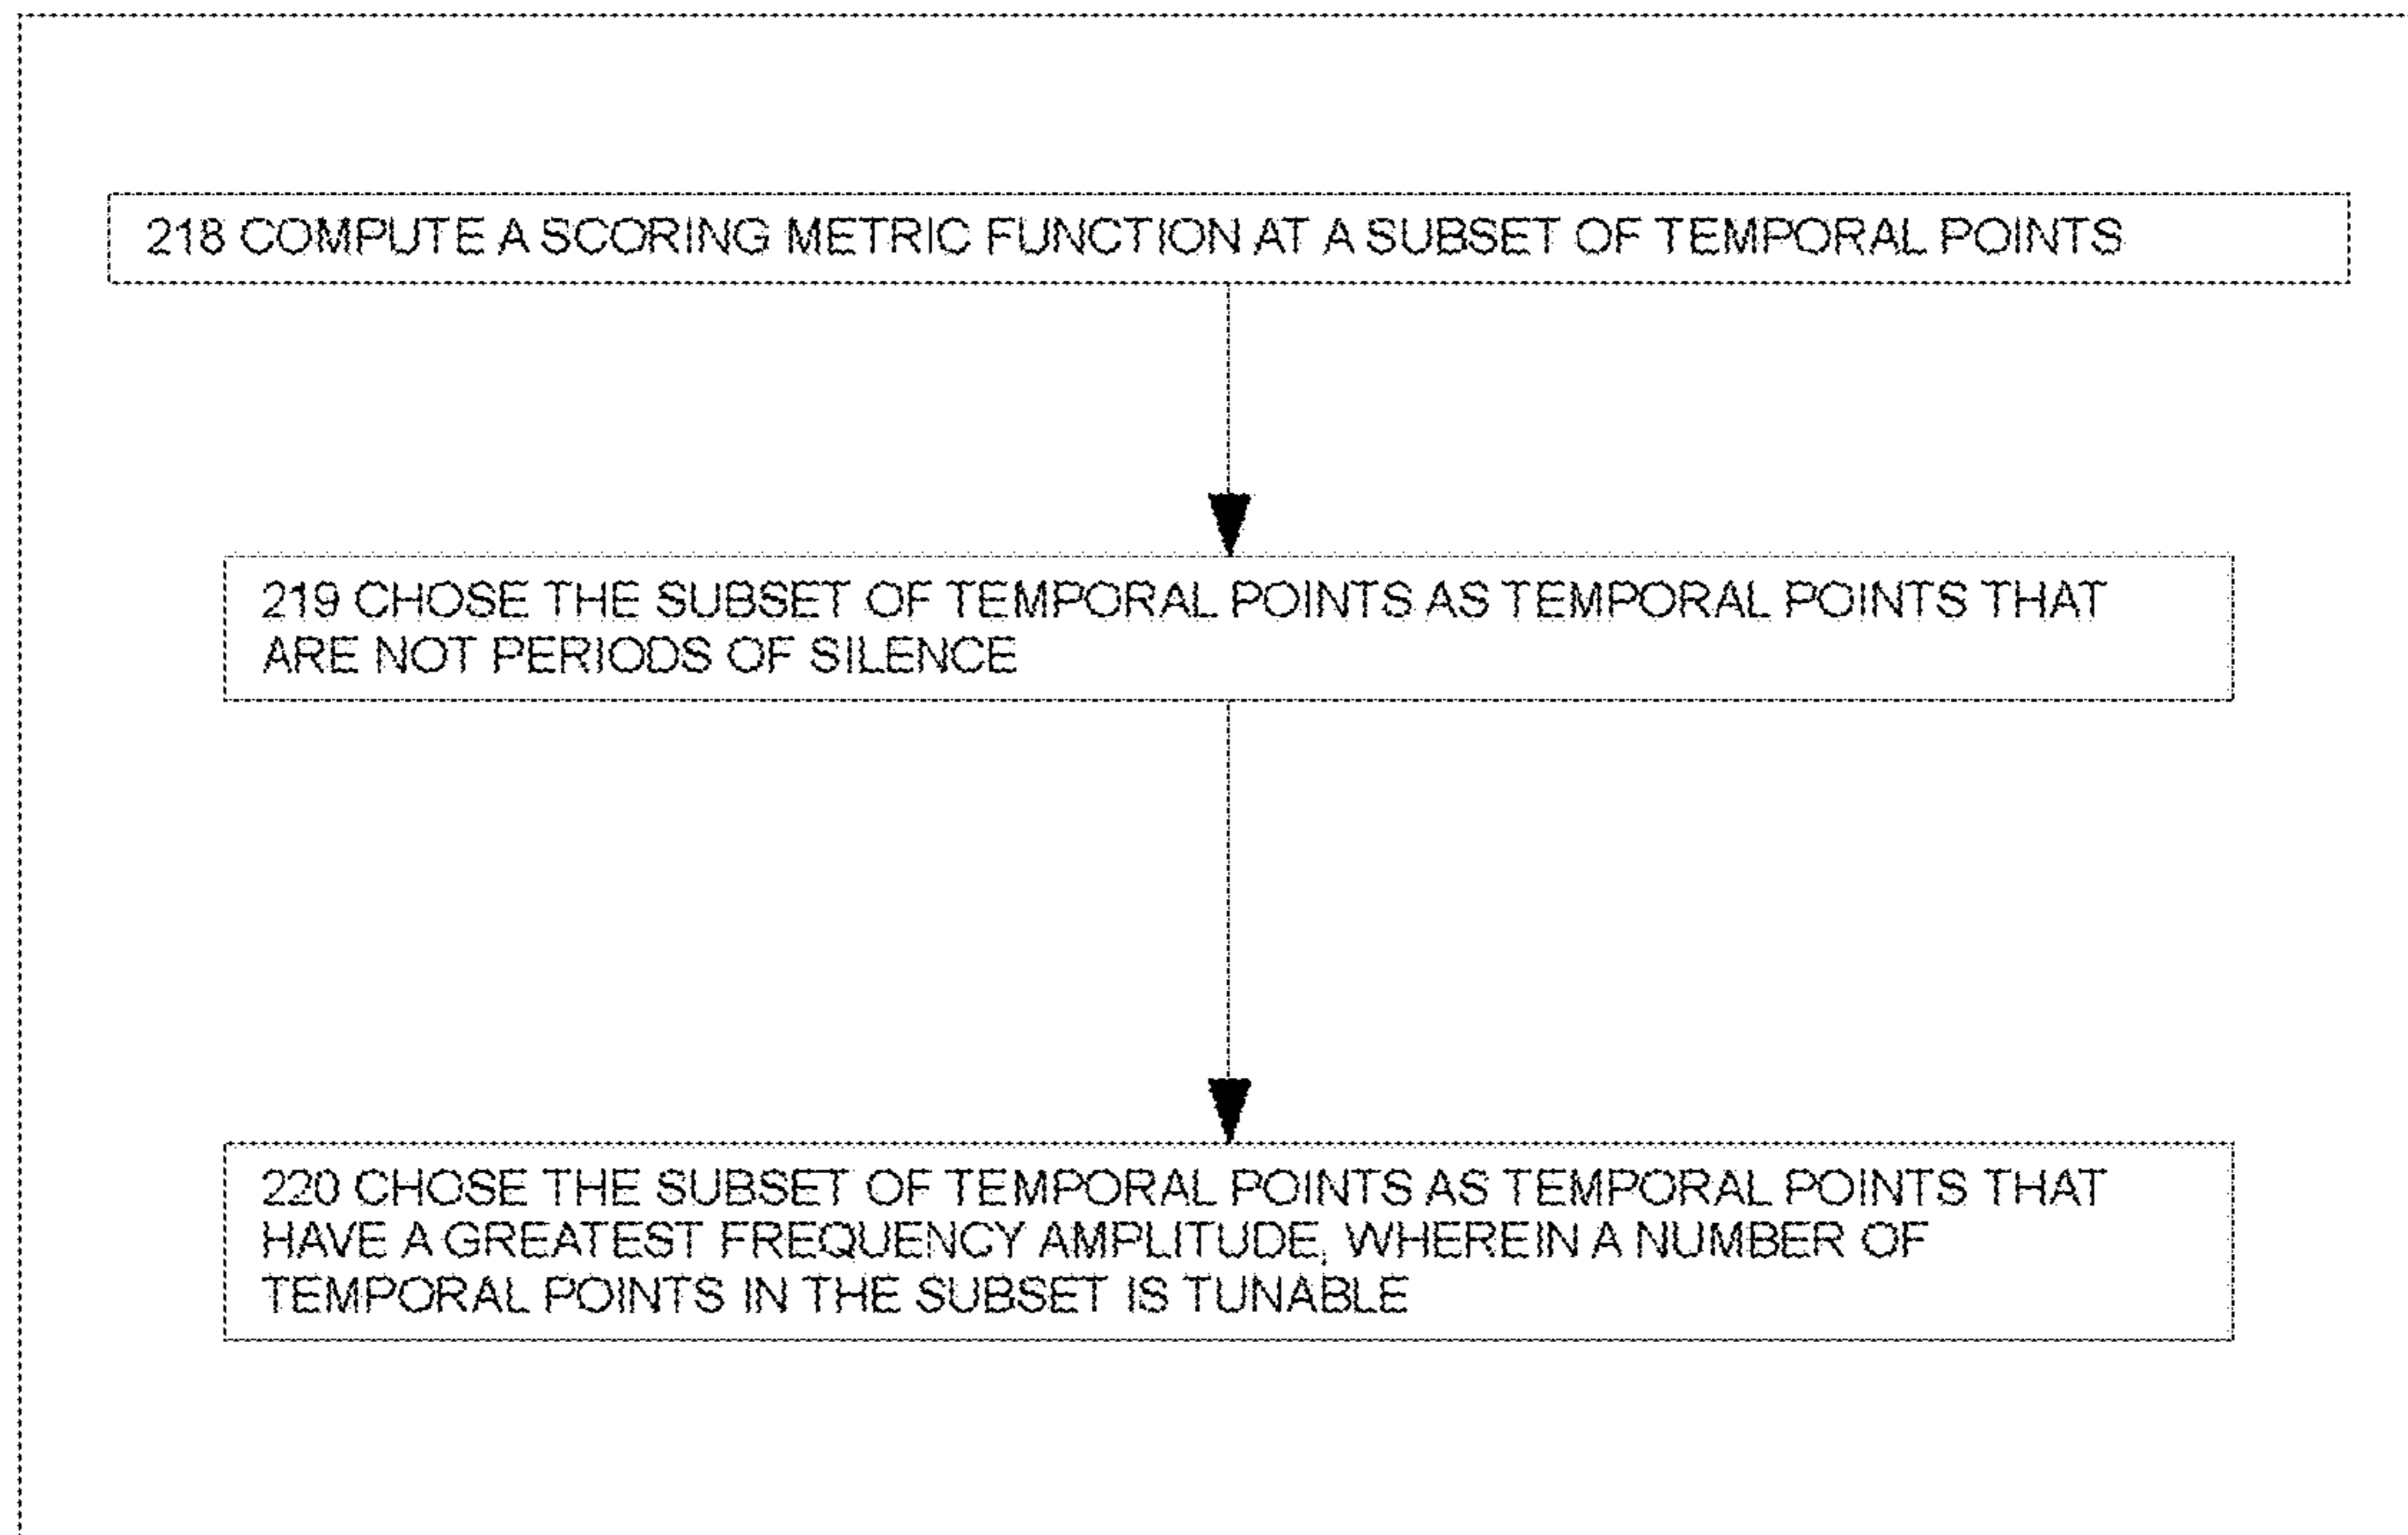 218 COMPUTE A SCORING METRIC FUNCTION AT A SUBSET OF TEMPORAL POINTS
219 CHOSE THE SUBSET OF TEMPORAL POINTS AS TEMPORAL POINTS THAT
ARE NOT PERIODS OF SILENCE
220 CHOSE THE SUBSET OF TEMPORAL POINTS AS TEMPORAL POINTS THAT
HAVE A GREATEST FREQUENCY AMPLITUDE, WHEREIN A NUMBER OF
TEMPORAL POINTS IN THE SUBSET IS TUNABLE